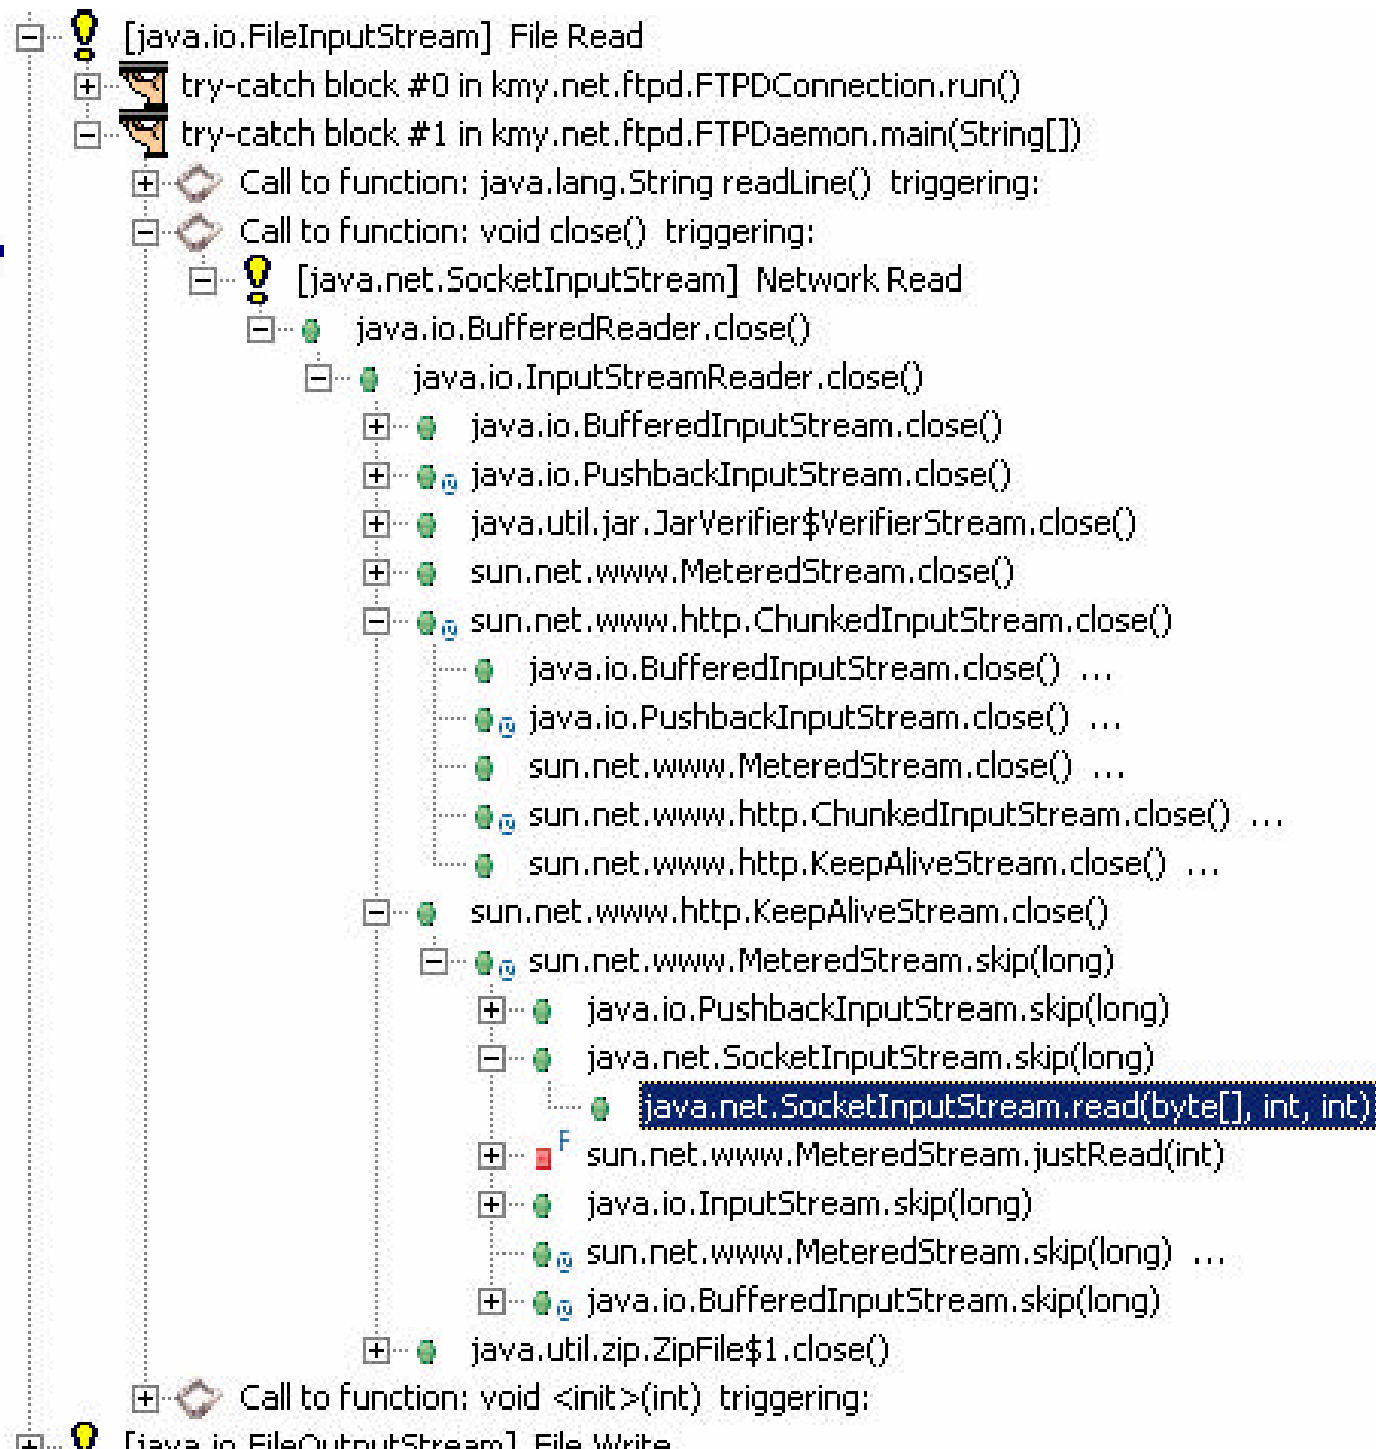 [java.io.FileInputStream] File Read
try-catch block #0 in kmy.net.ftpd.FTPDConnection.run()
try-catch block #1 in kmy.net.ftpd.FTPDaemon.main(String[])
Call to function: java.lang.String readLine() triggering:
Call to function: void close() triggering:
[java.net.SocketInputStream] Network Read
java.io.BufferedReader.close()
java.io.InputStreamReader.close()
java.io.BufferedInputStream.close()
java.io.PushbackInputStream.close()
java.util.jar.JarVerifier$VerifierStream.close()
sun.net.www.MeteredStream.close()
sun.net.www.http.ChunkedInputStream.close()
java.io.BufferedInputStream.close() ...
java.io.PushbackInputStream.close() ...
sun.net.www.MeteredStream.close() ...
sun.net.www.http.ChunkedInputStream.close() ...
sun.net.www.http.KeepAliveStream.close() ...
sun.net.www.http.KeepAliveStream.close()
sun.net.www.MeteredStream.skip(long)
java.io.PushbackInputStream.skip(long)
java.net.SocketInputStream.skip(long)
java.net.SocketInputStream.read(byte[], int, int)
F sun.net.www.MeteredStream.justRead(int)
java.io.InputStream.skip(long)
sun.net.www.MeteredStream.skip(long) ...
java.io.BufferedInputStream.skip(long)
java.util.zip.ZipFile$1.close()
Call to function: void <init>(int) triggering:
[java.io.FileOutputStream] File Write